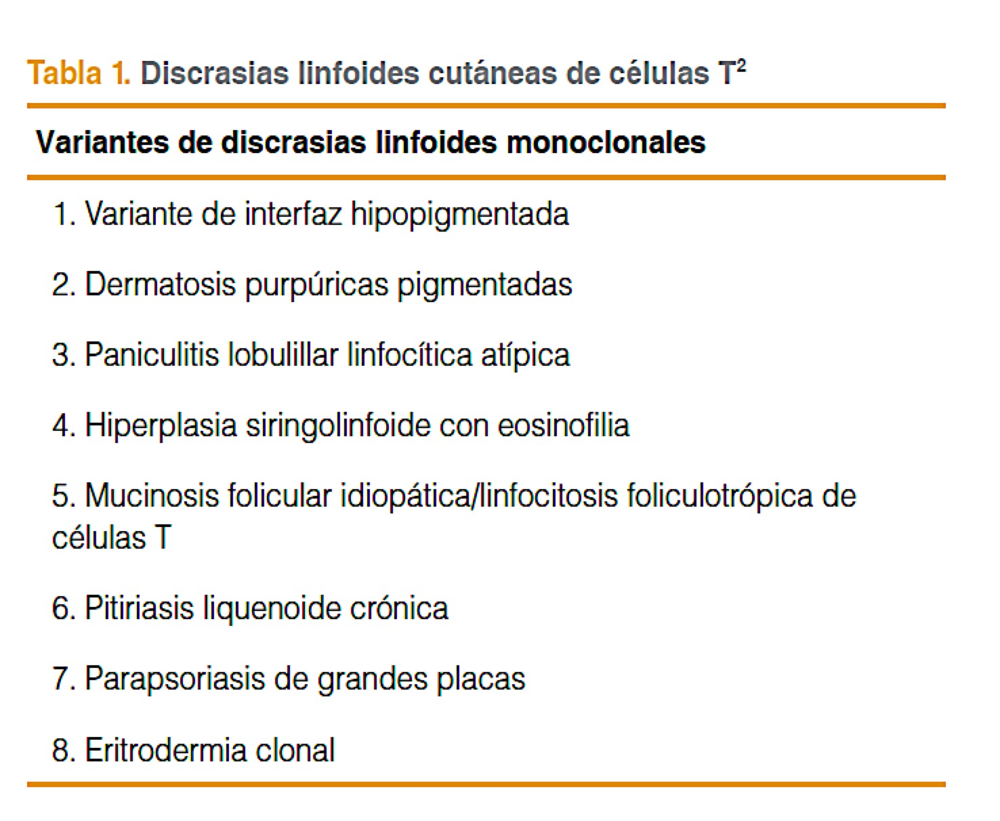 Tabla 1. Discrasias linfoides cutáneas de células T²
Variantes de discrasias linfoides monoclonales
1. Variante de interfaz hipopigmentada
2. Dermatosis purpúricas pigmentadas
3. Paniculitis lobulillar linfocítica atípica
4. Hiperplasia siringolinfoide con eosinofilia
5. Mucinosis folicular idiopática/linfocitosis foliculotrópica de
células T
6. Pitiriasis liquenoide crónica
7. Parapsoriasis de grandes placas
8. Eritrodermia clonal